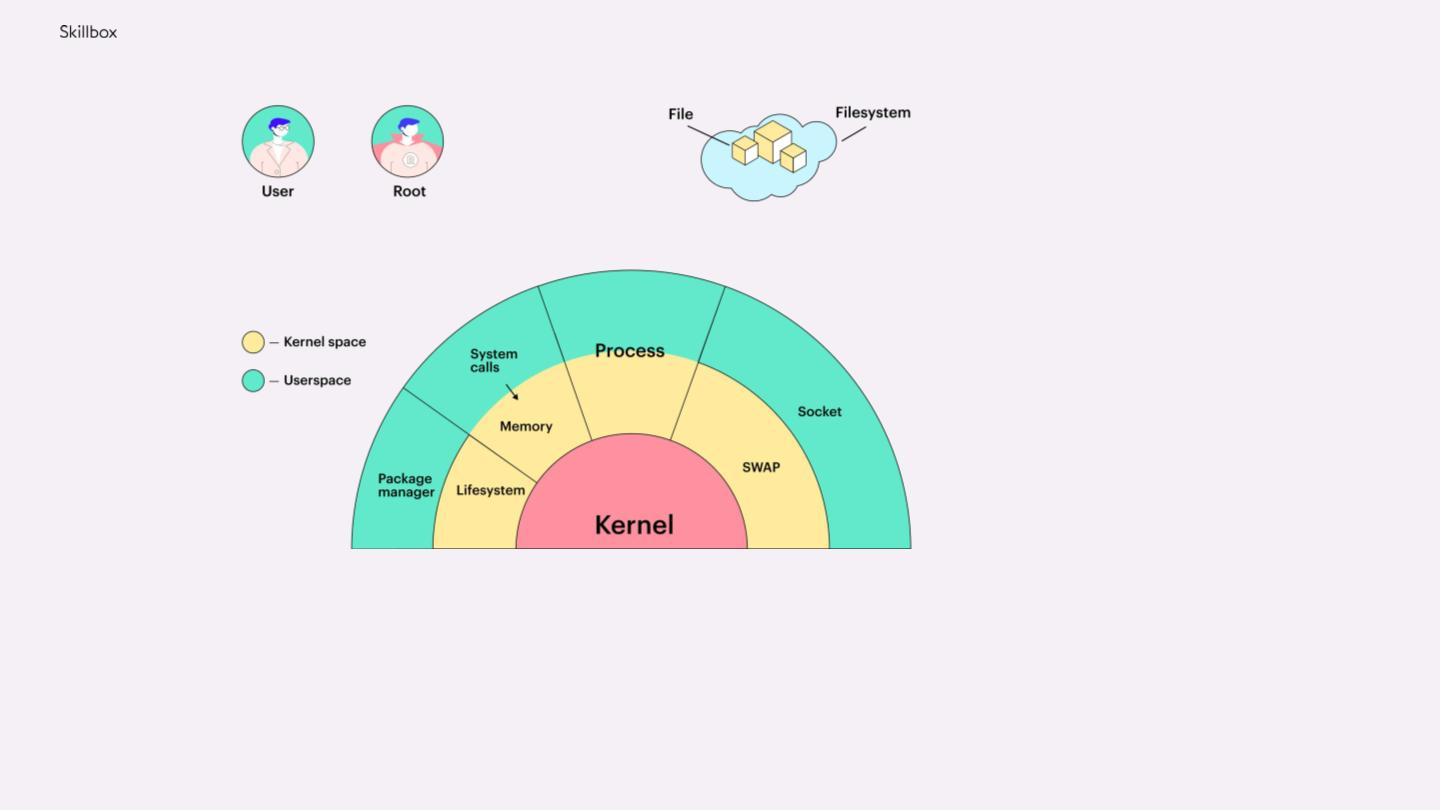 Skillbox
File
Filesystem
User
Root
— Kernel space
— Userspace
System
calls
Process
Memory
Socket
SWAP
Package
manager
Lifesystem
Kernel